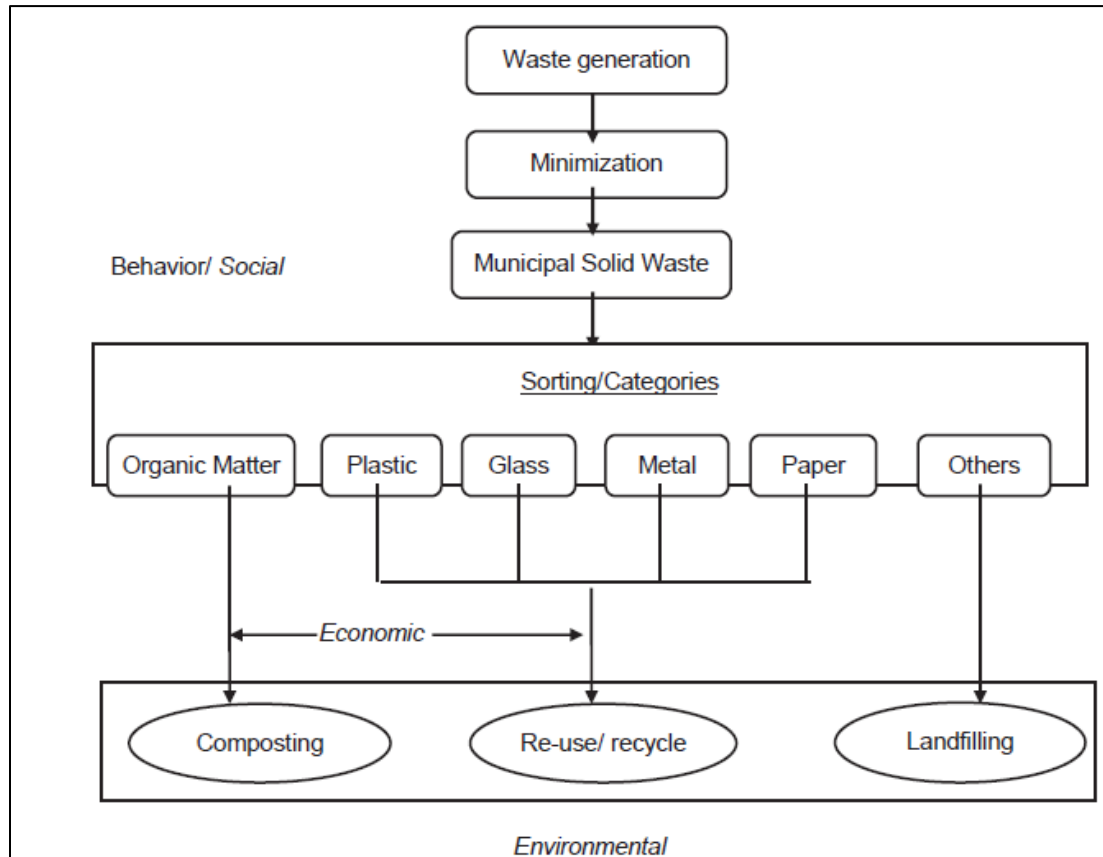 Waste generation
Minimization
Municipal Solid Waste
Behavior/ Social
Sorting/Categories
Organic Matter
Plastic
Glass
Metal
Paper
Others
Economic
Composting
Re-use/ recycle
Landfilling
Environmental